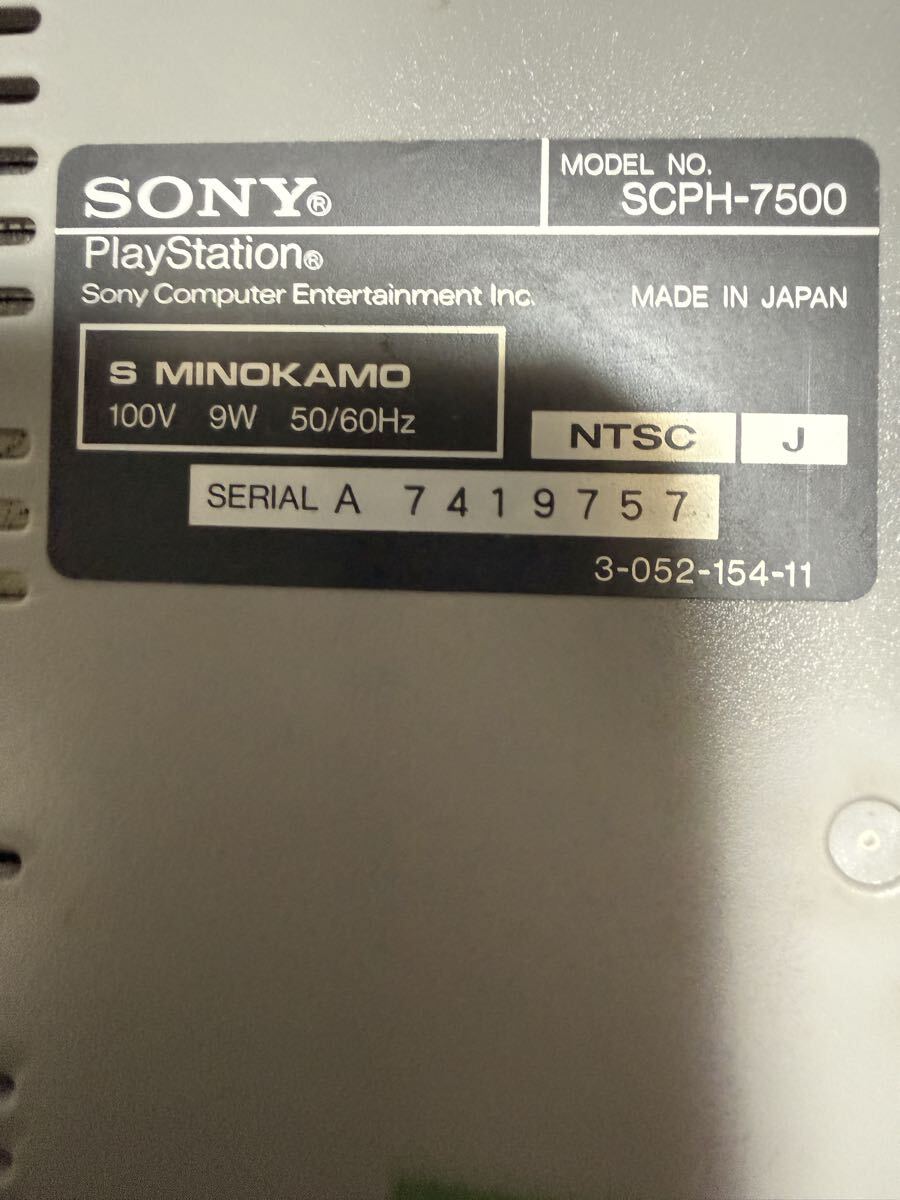 SONY®
MODEL NO.
SCPH-7500
PlayStation®
Sony Computer Entertainment Inc.
MADE IN JAPAN
S MINOKAMO
100V 9W 50/60Hz
NTSC J
SERIAL A 7419757
3-052-154-11